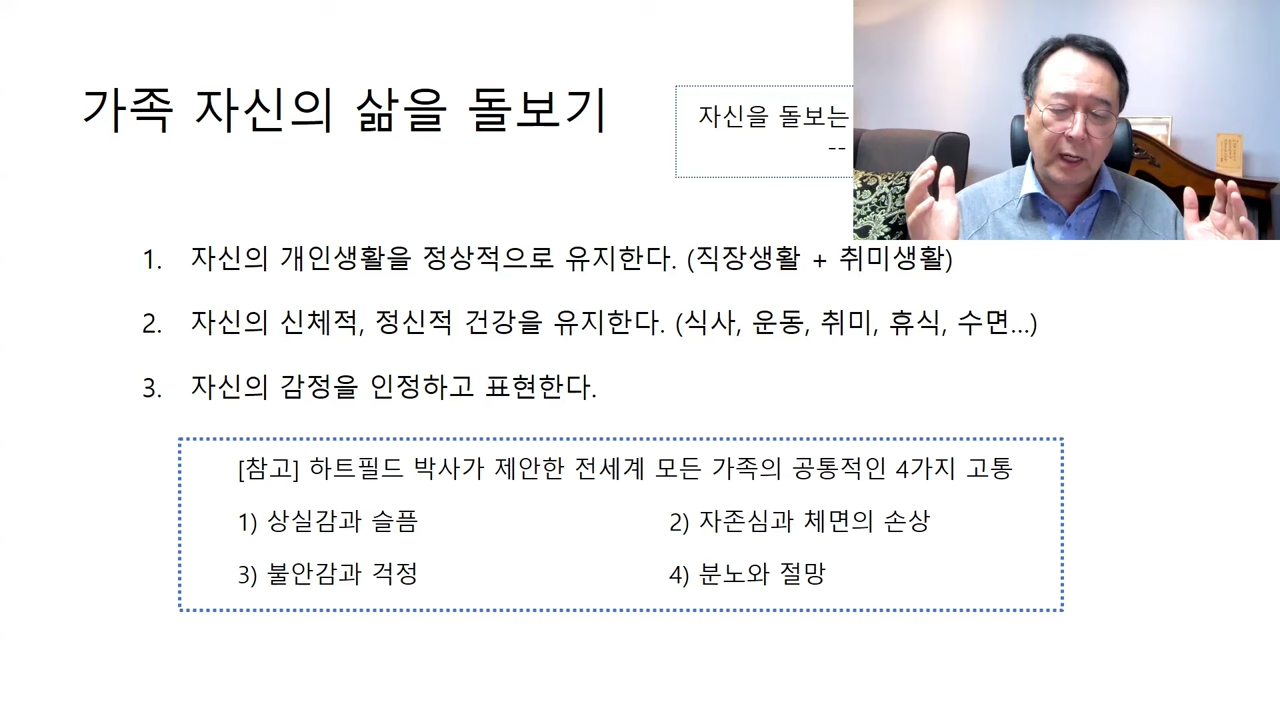 가족 자신의 삶을 돌보기
자신을 돌보는
--
1. 자신의 개인생활을 정상적으로 유지한다. (직장생활 + 취미생활)
2. 자신의 신체적, 정신적 건강을 유지한다. (식사, 운동, 취미, 휴식, 수면...)
3. 자신의 감정을 인정하고 표현한다.
[참고] 하트필드 박사가 제안한 전세계 모든 가족의 공통적인 4가지 고통
1) 상실감과 슬픔 2) 자존심과 체면의 손상
3) 불안감과 걱정 4) 분노와 절망